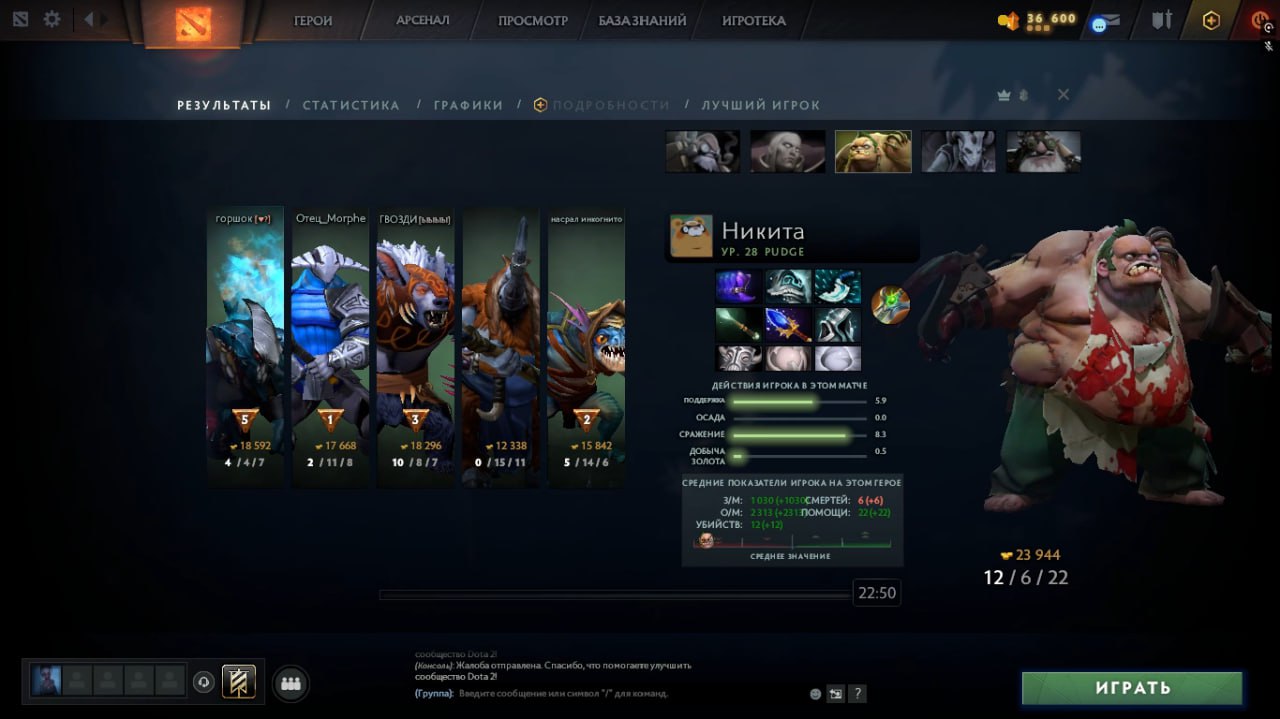 ГЕРОИ
АРСЕНАЛ
ПРОСМОТР
БАЗА ЗНАНИЙ
ИГРОТЕКА
36 600
РЕЗУЛЬТАТЫ / СТАТИСТИКА / ГРАФИКИ / ПОДРОБНОСТИ / ЛУЧШИЙ ИГРОК
горшок [♥?]
Отец_Morphe
ГВОЗДИ [ЫЫЫЫ]
насрал инкогнито
5
1
3
2
18 592
17 668
18 296
12 338
15 842
4 / 4 / 7
2 / 11 / 8
10 / 8 / 7
0 / 15 / 11
5 / 14 / 6
Никита
УР. 28 PUDGE
ДЕЙСТВИЯ ИГРОКА В ЭТОМ МАТЧЕ
ПОДДЕРЖКА 5.9
ОСАДА 0.0
СРАЖЕНИЕ 8.3
ДОБЫЧА ЗОЛОТА 0.5
СРЕДНИЕ ПОКАЗАТЕЛИ ИГРОКА НА ЭТОМ ГЕРОЕ
З/М: 1 030 (+1030) СМЕРТЕЙ: 6 (+6)
О/М: 2 313 (+2313) ПОМОЩИ: 22 (+22)
УБИЙСТВ: 12 (+12)
СРЕДНЕЕ ЗНАЧЕНИЕ
23 944
12 / 6 / 22
22:50
сообщество Dota 2!
(Консоль): Жалоба отправлена. Спасибо, что помогаете улучшить
сообщество Dota 2!
(Группа): Введите сообщение или символ "/" для команд.
?
ИГРАТЬ